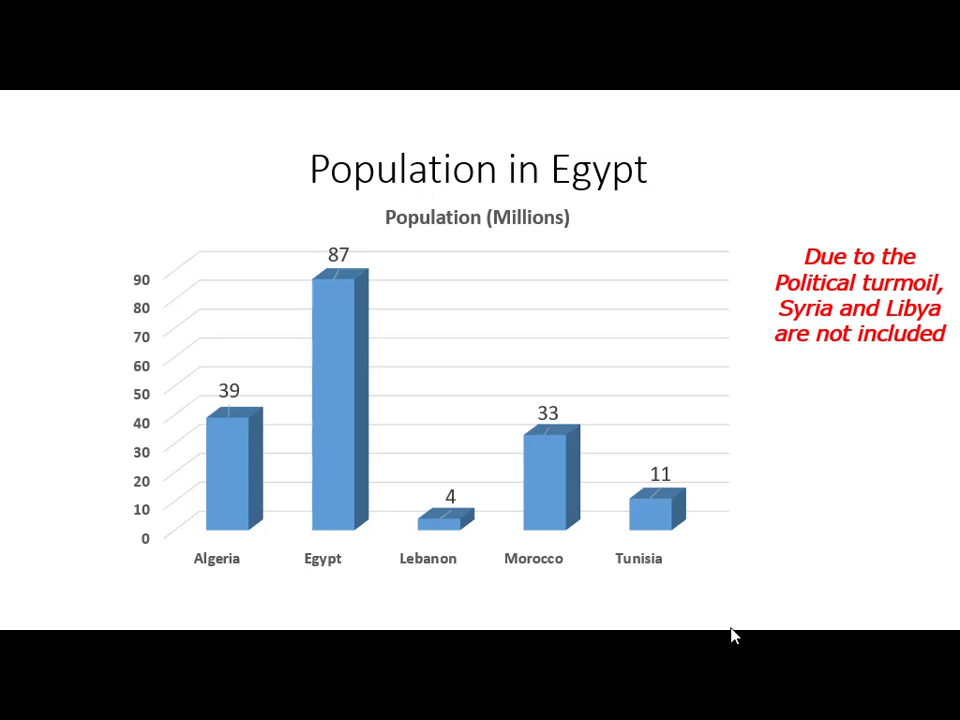 Population in Egypt
Population (Millions)
Due to the
Political turmoil,
Syria and Libya
are not included
90
80
70
60
50
40
30
20
10
0
39
87
4
33
11
Algeria
Egypt
Lebanon
Morocco
Tunisia